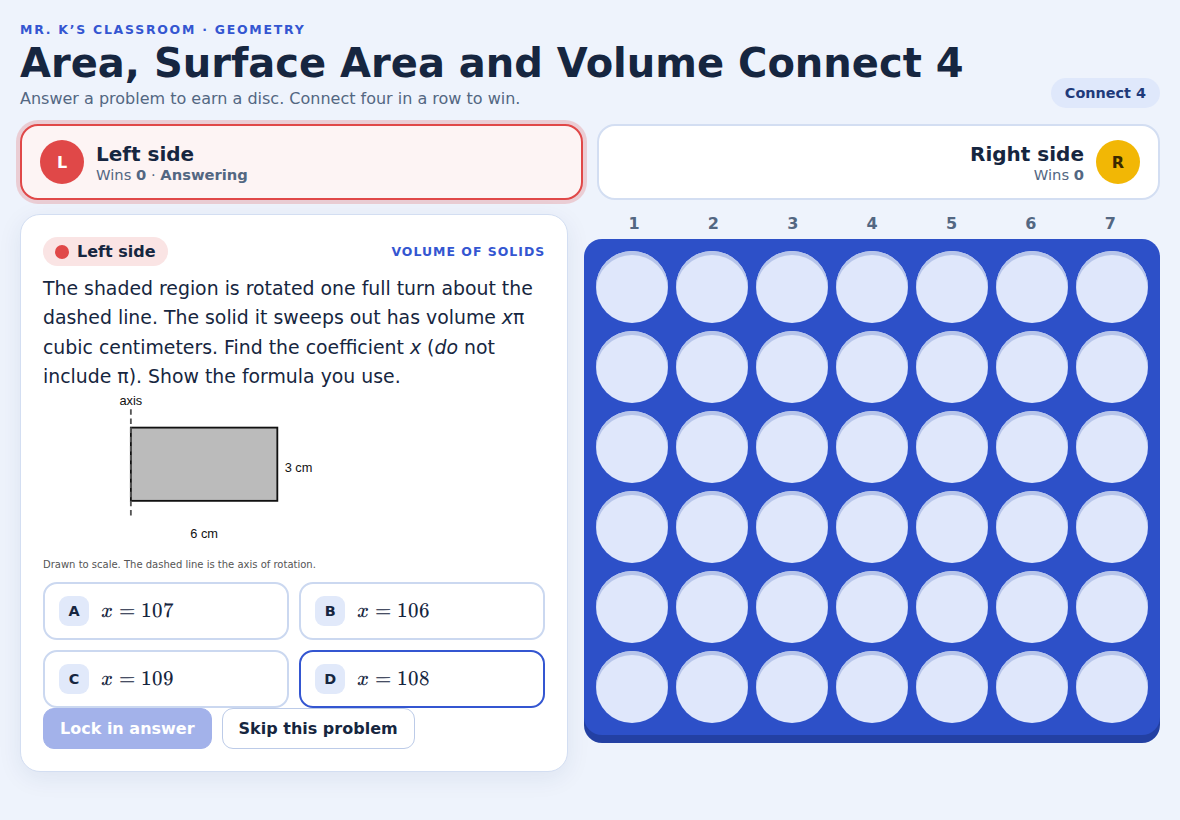 MR. K’S CLASSROOM · GEOMETRY
Area, Surface Area and Volume Connect 4
Answer a problem to earn a disc. Connect four in a row to win.
Connect 4
L
Left side
Wins 0 · Answering
Right side
Wins 0
R
Left side
VOLUME OF SOLIDS
The shaded region is rotated one full turn about the
dashed line. The solid it sweeps out has volume xπ
cubic centimeters. Find the coefficient x (do not
include π). Show the formula you use.
axis
3 cm
6 cm
Drawn to scale. The dashed line is the axis of rotation.
A x = 107
B x = 106
C x = 109
D x = 108
Lock in answer
Skip this problem
1 2 3 4 5 6 7